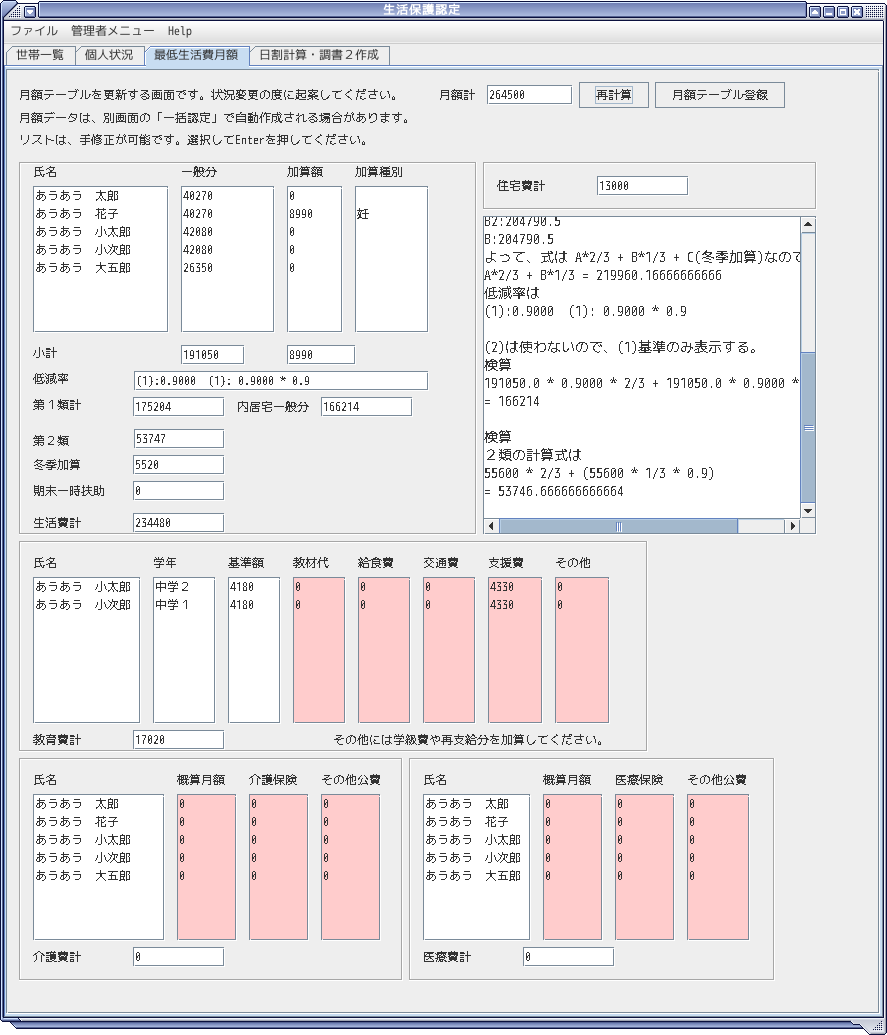 生活保護認定
ファイル 管理者メニュー Help
世帯一覧 個人状況 最低生活費月額 日割計算・調書２作成
月額テーブルを更新する画面です。状況変更の度に起案してください。 月額計 264500 再計算 月額テーブル登録
月額データは、別画面の「一括認定」で自動作成される場合があります。
リストは、手修正が可能です。選択してEnterを押してください。
氏名 一般分 加算額 加算種別
あうあう　太郎 40270 0
あうあう　花子 40270 8990 妊
あうあう　小太郎 42080 0
あうあう　小次郎 42080 0
あうあう　大五郎 26350 0
小計 191050 8990
低減率 (1):0.9000　(1): 0.9000 * 0.9
第１類計 175204 内居宅一般分 166214
第２類 53747
冬季加算 5520
期末一時扶助 0
生活費計 234480
住宅費計 13000
B2:204790.5
B:204790.5
よって、式は A*2/3 + B*1/3 + C(冬季加算)なので
A*2/3 + B*1/3 = 219960.16666666666
低減率は
(1):0.9000　(1): 0.9000 * 0.9
(2)は使わないので、(1)基準のみ表示する。
検算
191050.0 * 0.9000 * 2/3 + 191050.0 * 0.9000 *
= 166214
検算
２類の計算式は
55600 * 2/3 + (55600 * 1/3 * 0.9)
= 53746.666666666664
氏名 学年 基準額 教材代 給食費 交通費 支援費 その他
あうあう　小太郎 中学２ 4180 0 0 0 4330 0
あうあう　小次郎 中学１ 4180 0 0 0 4330 0
教育費計 17020 その他には学級費や再支給分を加算してください。
氏名 概算月額 介護保険 その他公費
あうあう　太郎 0 0 0
あうあう　花子 0 0 0
あうあう　小太郎 0 0 0
あうあう　小次郎 0 0 0
あうあう　大五郎 0 0 0
介護費計 0
氏名 概算月額 医療保険 その他公費
あうあう　太郎 0 0 0
あうあう　花子 0 0 0
あうあう　小太郎 0 0 0
あうあう　小次郎 0 0 0
あうあう　大五郎 0 0 0
医療費計 0